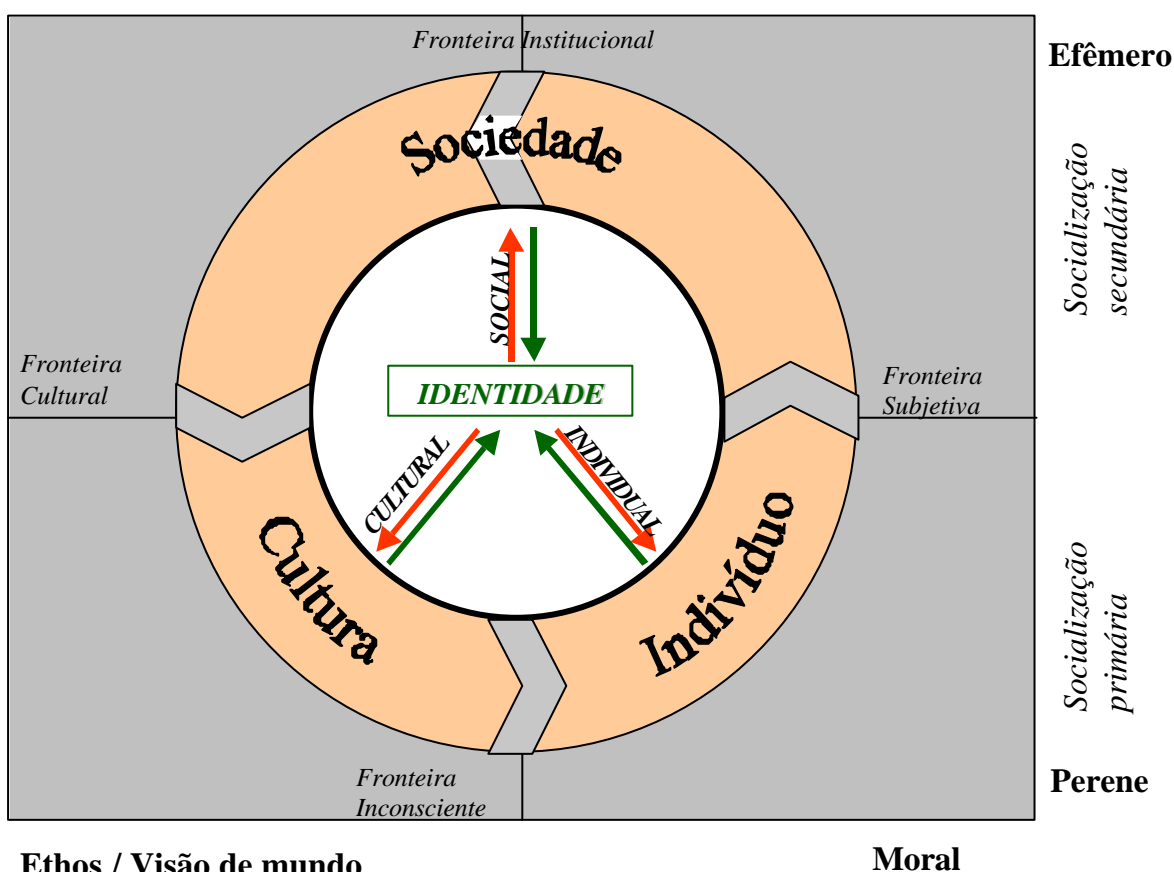 Fronteira Institucional
Efêmero
Sociedade
Socialização
secundária
SOCIAL
Fronteira
Cultural
IDENTIDADE
Fronteira
Subjetiva
CULTURAL
INDIVIDUAL
Cultura
Indivíduo
Socialização
primária
Fronteira
Inconsciente
Perene
Ethos / Visão de mundo
Moral